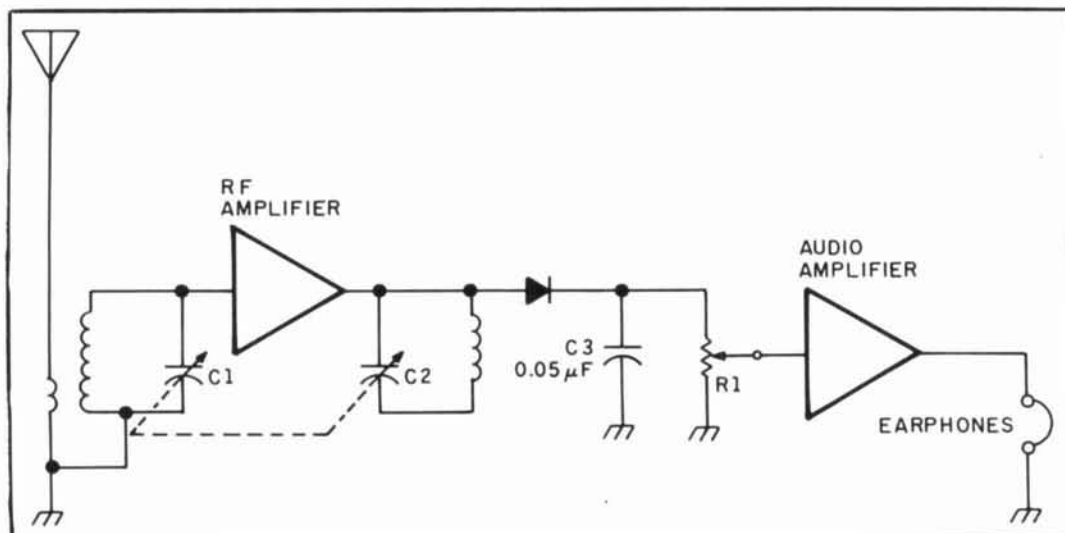 RF
AMPLIFIER
AUDIO
AMPLIFIER
C1
C2
C3
0.05µF
R1
EARPHONES